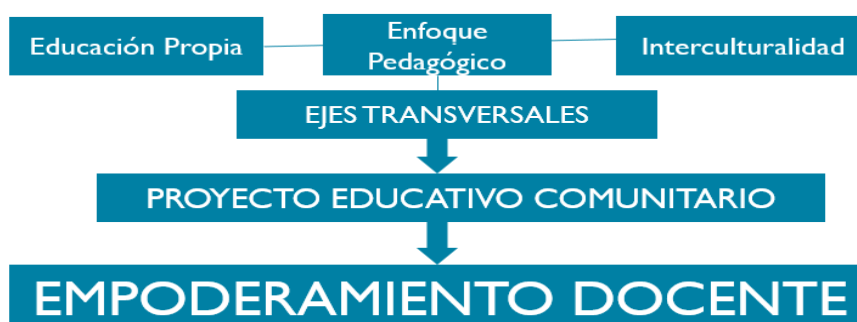 Educación Propia
Enfoque
Pedagógico
Interculturalidad
EJES TRANSVERSALES
PROYECTO EDUCATIVO COMUNITARIO
EMPODERAMIENTO DOCENTE